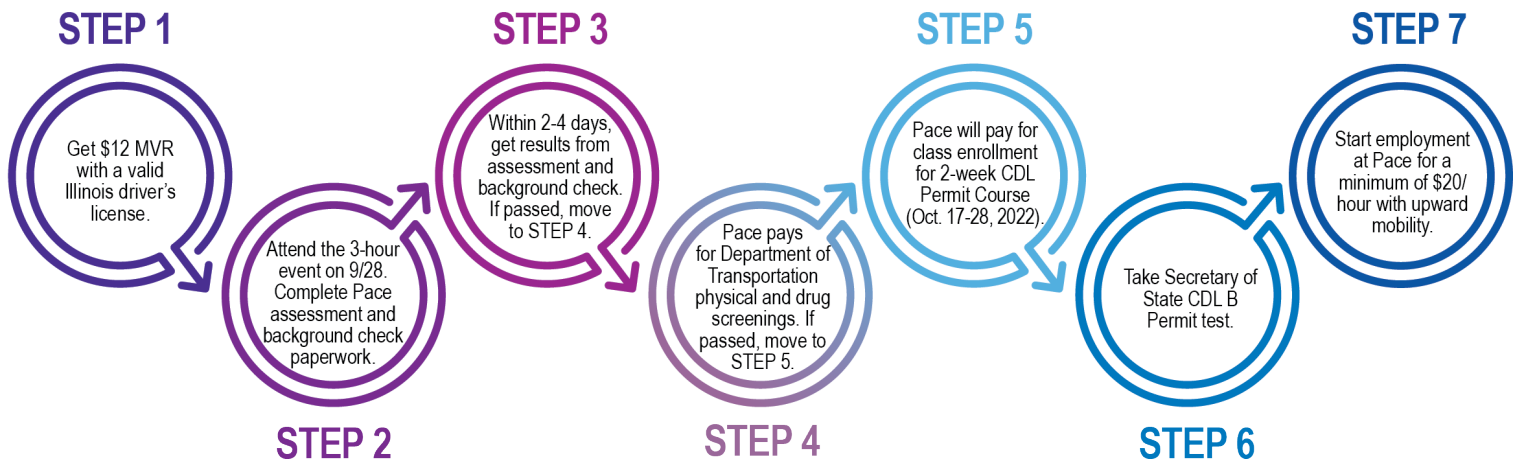 STEP 1
Get $12 MVR
with a valid
Illinois driver's
license.
STEP 2
Attend the 3-hour
event on 9/28.
Complete Pace
assessment and
background check
paperwork.
STEP 3
Within 2-4 days,
get results from
assessment and
background check.
If passed, move
to STEP 4.
STEP 4
Pace pays
for Department of
Transportation
physical and drug
screenings. If
passed, move to
STEP 5.
STEP 5
Pace will pay for
class enrollment
for 2-week CDL
Permit Course
(Oct. 17-28, 2022).
STEP 6
Take Secretary of
State CDL B
Permit test.
STEP 7
Start employment
at Pace for a
minimum of $20/
hour with upward
mobility.